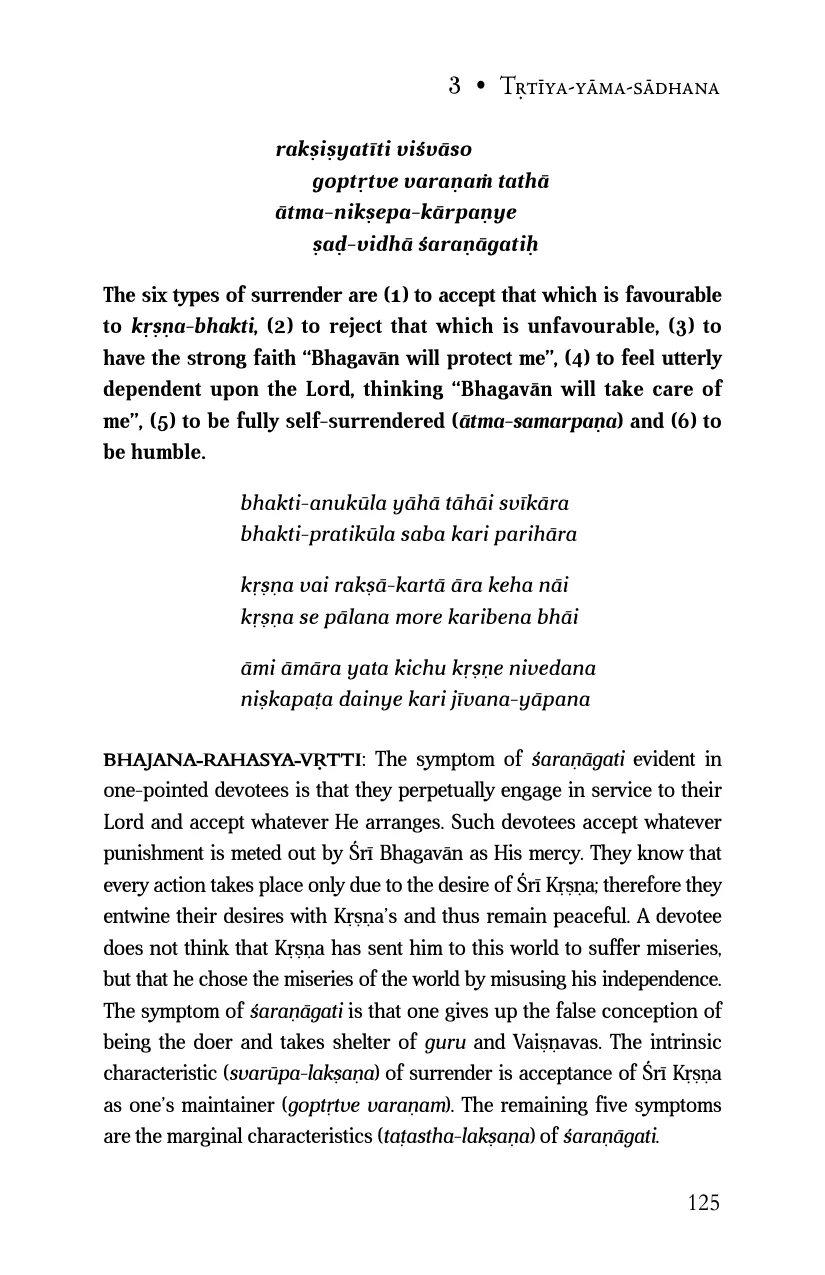 3 • Tṛtīya-yāma-sādhana
rakṣiṣyatīti viśvāso
goptṛtve varaṇaṁ tathā
ātma-nikṣepa-kārpaṇye
ṣaḍ-vidhā śaraṇāgatiḥ
The six types of surrender are (1) to accept that which is favourable
to kṛṣṇa-bhakti, (2) to reject that which is unfavourable, (3) to
have the strong faith “Bhagavān will protect me”, (4) to feel utterly
dependent upon the Lord, thinking “Bhagavān will take care of
me”, (5) to be fully self-surrendered (ātma-samarpaṇa) and (6) to
be humble.
bhakti-anukūla yāhā tāhāi svīkāra
bhakti-pratikūla saba kari parihāra
kṛṣṇa vai rakṣā-kartā āra keha nāi
kṛṣṇa se pālana more karibena bhāi
āmi āmāra yata kichu kṛṣṇe nivedana
niṣkapaṭa dainye kari jīvana-yāpana
BHAJANA-RAHASYA-VṚTTI: The symptom of śaraṇāgati evident in
one-pointed devotees is that they perpetually engage in service to their
Lord and accept whatever He arranges. Such devotees accept whatever
punishment is meted out by Śrī Bhagavān as His mercy. They know that
every action takes place only due to the desire of Śrī Kṛṣṇa; therefore they
entwine their desires with Kṛṣṇa’s and thus remain peaceful. A devotee
does not think that Kṛṣṇa has sent him to this world to suffer miseries,
but that he chose the miseries of the world by misusing his independence.
The symptom of śaraṇāgati is that one gives up the false conception of
being the doer and takes shelter of guru and Vaiṣṇavas. The intrinsic
characteristic (svarūpa-lakṣaṇa) of surrender is acceptance of Śrī Kṛṣṇa
as one’s maintainer (goptṛtve varaṇam). The remaining five symptoms
are the marginal characteristics (taṭastha-lakṣaṇa) of śaraṇāgati.
125